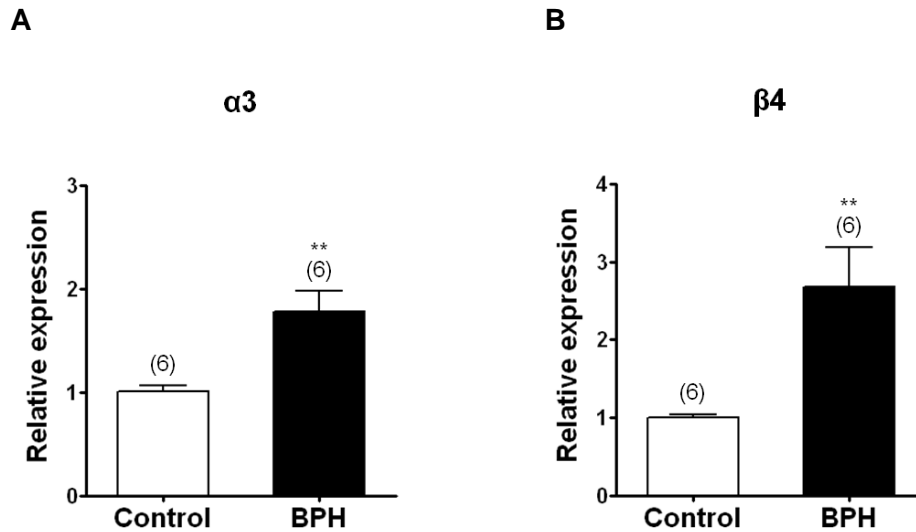 A
α3
Relative expression
3
2
1
0
(6)
**
(6)
Control
BPH
B
β4
Relative expression
4
3
2
1
0
(6)
**
(6)
Control
BPH